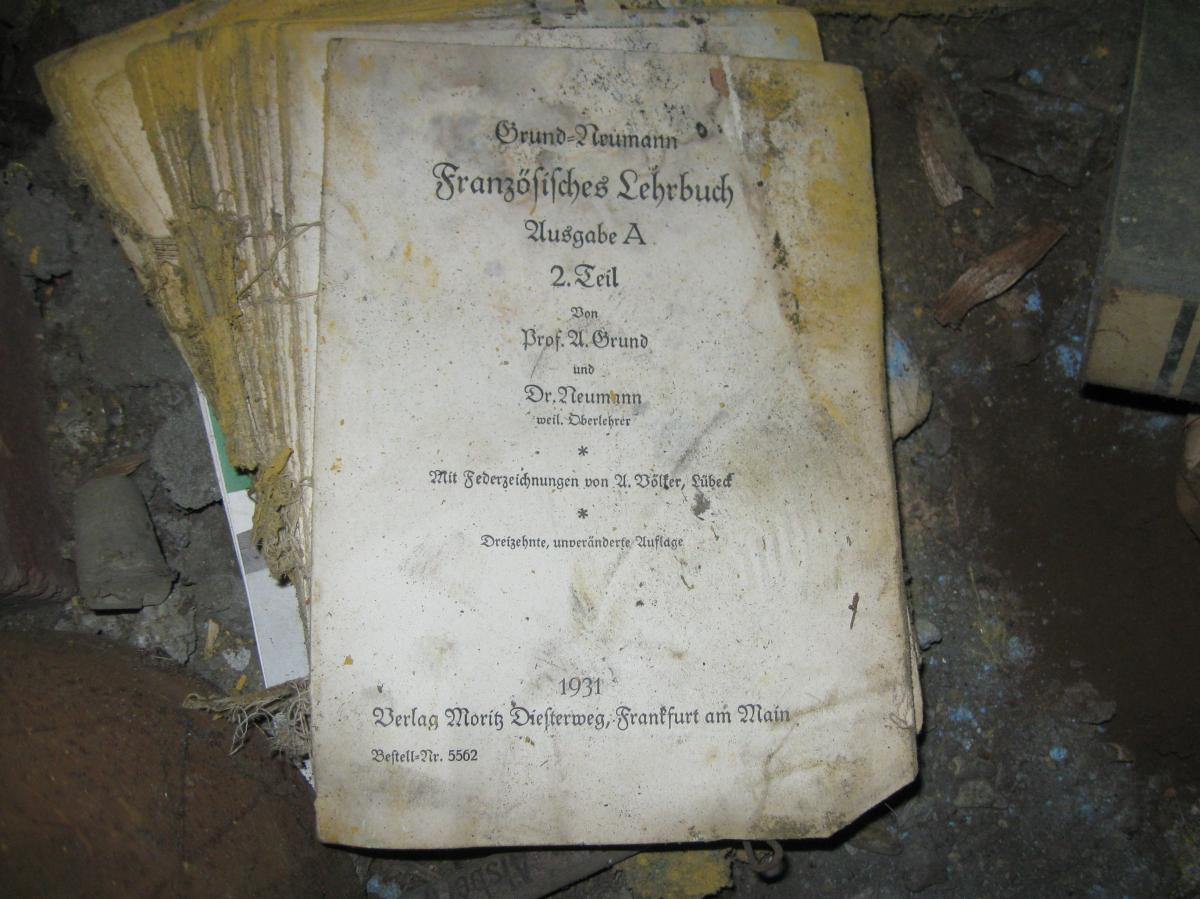 Grund=Neumann
Französisches Lehrbuch
Ausgabe A
2. Teil
Von
Prof. A. Grund
und
Dr. Neumann
weil. Oberlehrer
*
Mit Federzeichnungen von A. Völker, Lübeck
*
Dreizehnte, unveränderte Auflage
1931
Verlag Moritz Diesterweg, Frankfurt am Main
Bestell=Nr. 5562